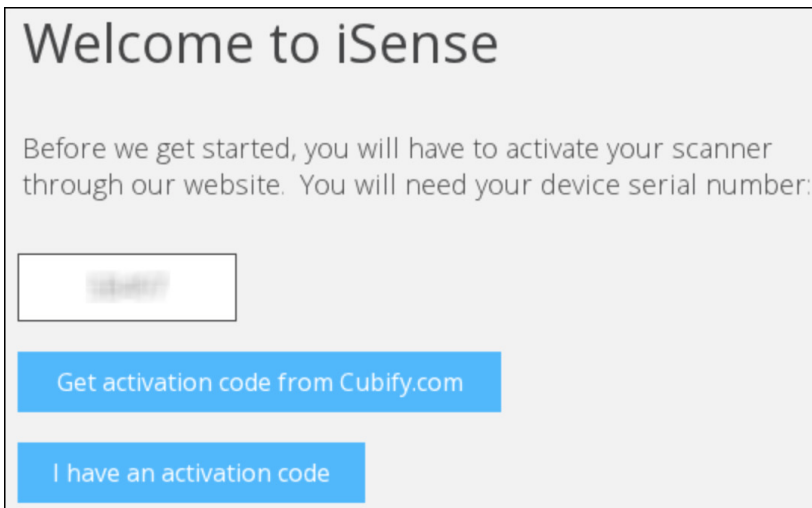 Welcome to iSense
Before we get started, you will have to activate your scanner
through our website.  You will need your device serial number:
Get activation code from Cubify.com
I have an activation code